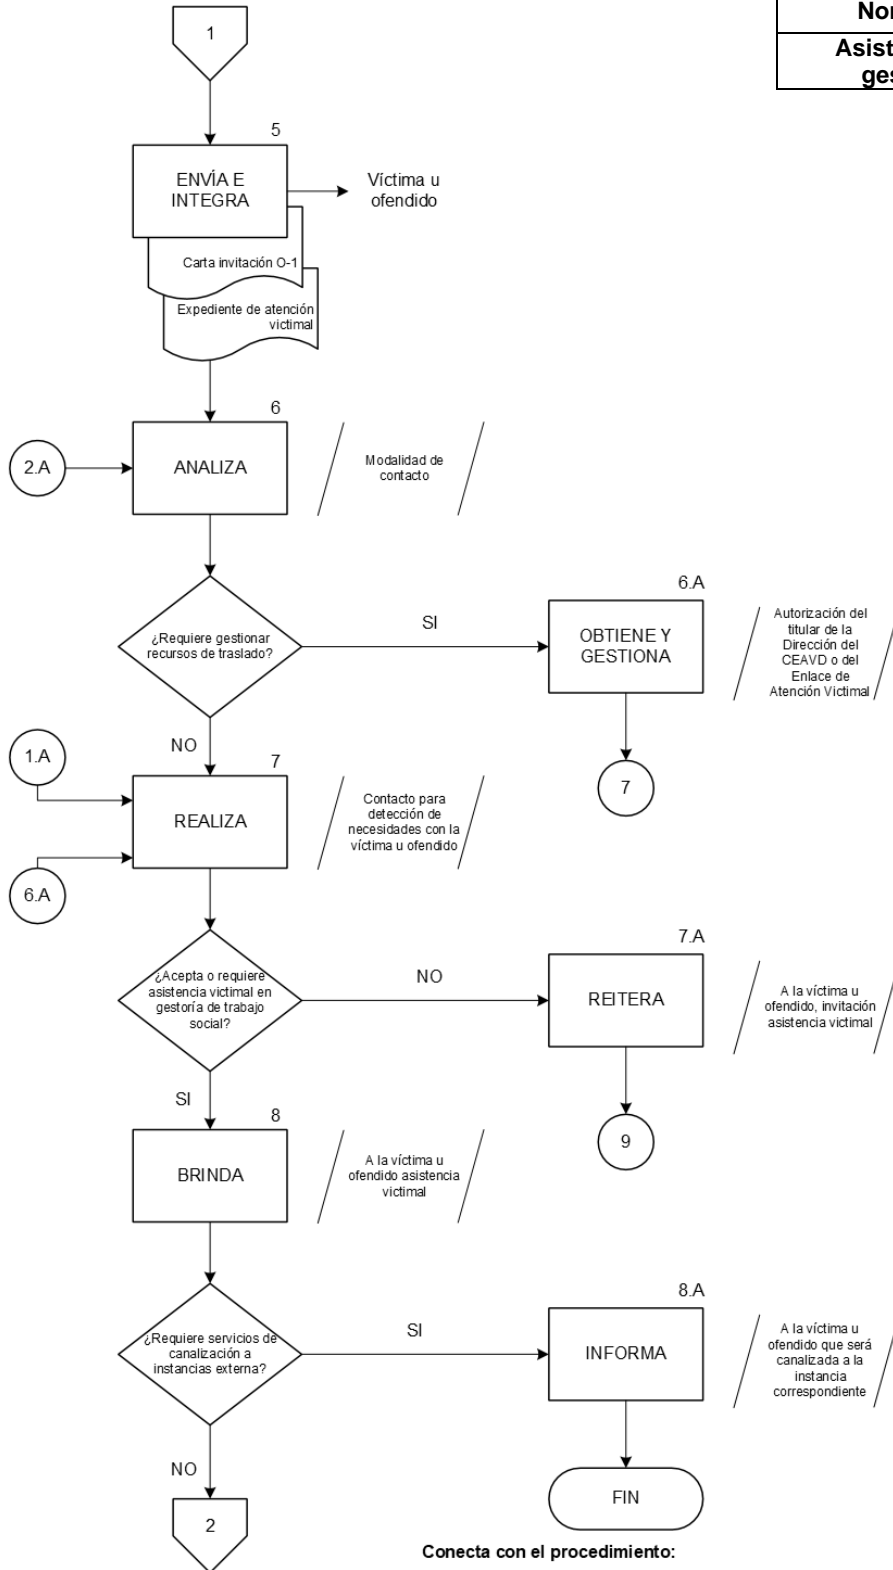 Nor
Asist
ges
1
5
ENVÍA E
INTEGRA
Víctima u
ofendido
Carta invitación O-1
Expediente de atención
victimal
6
2.A
ANALIZA
Modalidad de
contacto
¿Requiere gestionar
recursos de traslado?
SI
6.A
OBTIENE Y
GESTIONA
Autorización del
titular de la
Dirección del
CEAVD o del
Enlace de
Atención Victimal
NO
7
1.A
7
REALIZA
Contacto para
detección de
necesidades con la
víctima u ofendido
6.A
¿Acepta o requiere
asistencia victimal en
gestoría de trabajo
social?
NO
7.A
REITERA
A la víctima u
ofendido, invitación
asistencia victimal
SI
9
8
BRINDA
A la víctima u
ofendido asistencia
victimal
¿Requiere servicios de
canalización a
instancias externa?
SI
8.A
INFORMA
A la víctima u
ofendido que será
canalizada a la
instancia
correspondiente
NO
FIN
2
Conecta con el procedimiento: